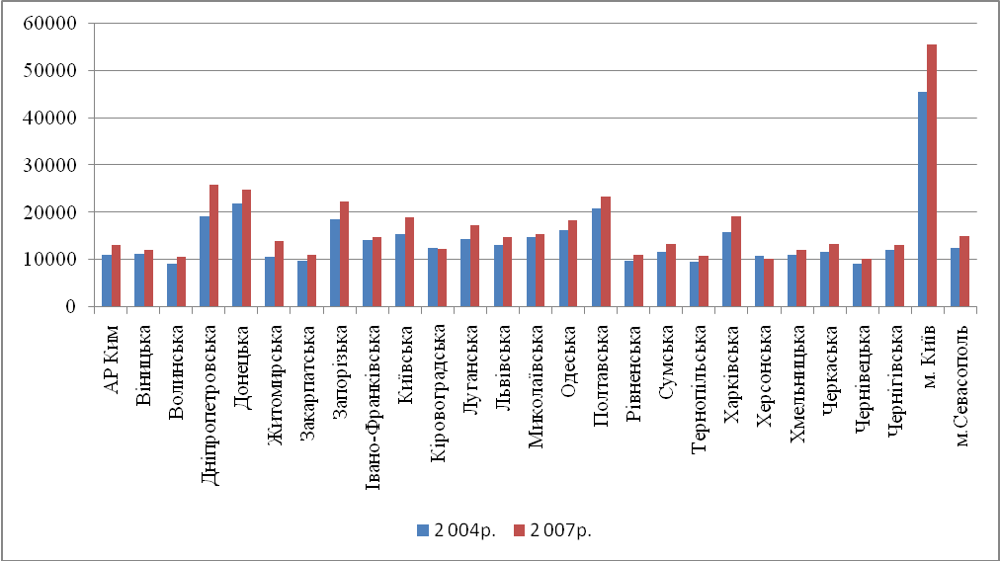 60000
50000
40000
30000
20000
10000
0
АР Ким
Віницька
Волинська
Дніпропетровська
Донецька
Житомирська
Закарпатська
Запорізька
Івано-Франківська
Київська
Кіровоградська
Луганська
Львівська
Миколаївська
Одеська
Полтавська
Рівненська
Сумська
Тернопільська
Харківська
Херсонська
Хмельницька
Черкаська
Чернівецька
Чернігівська
м. Київ
м.Севасополь
2 004р.
2 007р.